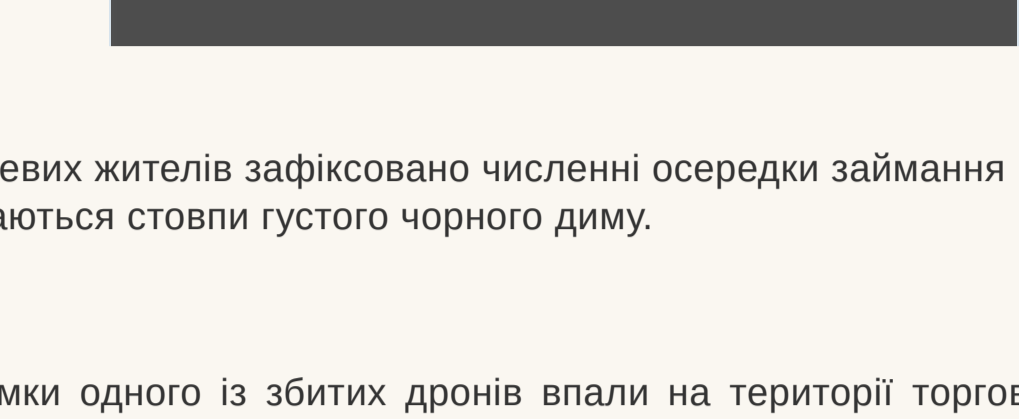 евих жителів зафіксовано численні осередки займання
аються стовпи густого чорного диму.
мки одного із збитих дронів впали на території торгов